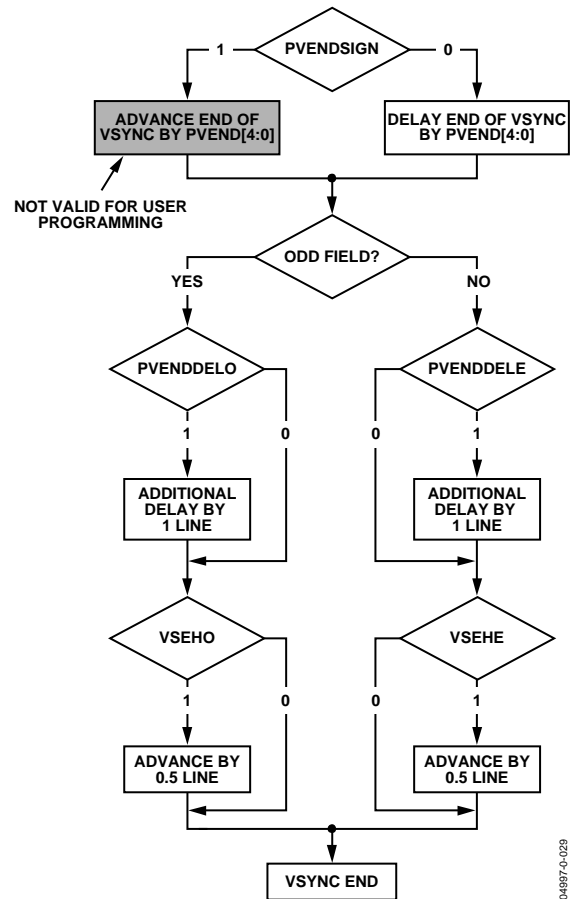 PVENDSIGN
1
0
ADVANCE END OF
VSYNC BY PVEND[4:0]
DELAY END OF VSYNC
BY PVEND[4:0]
NOT VALID FOR USER
PROGRAMMING
ODD FIELD?
YES
NO
PVENDDELO
PVENDDELE
1
0
0
1
ADDITIONAL
DELAY BY
1 LINE
ADDITIONAL
DELAY BY
1 LINE
VSEHO
VSEHE
1
0
0
1
ADVANCE BY
0.5 LINE
ADVANCE BY
0.5 LINE
VSYNC END
04997-0-029